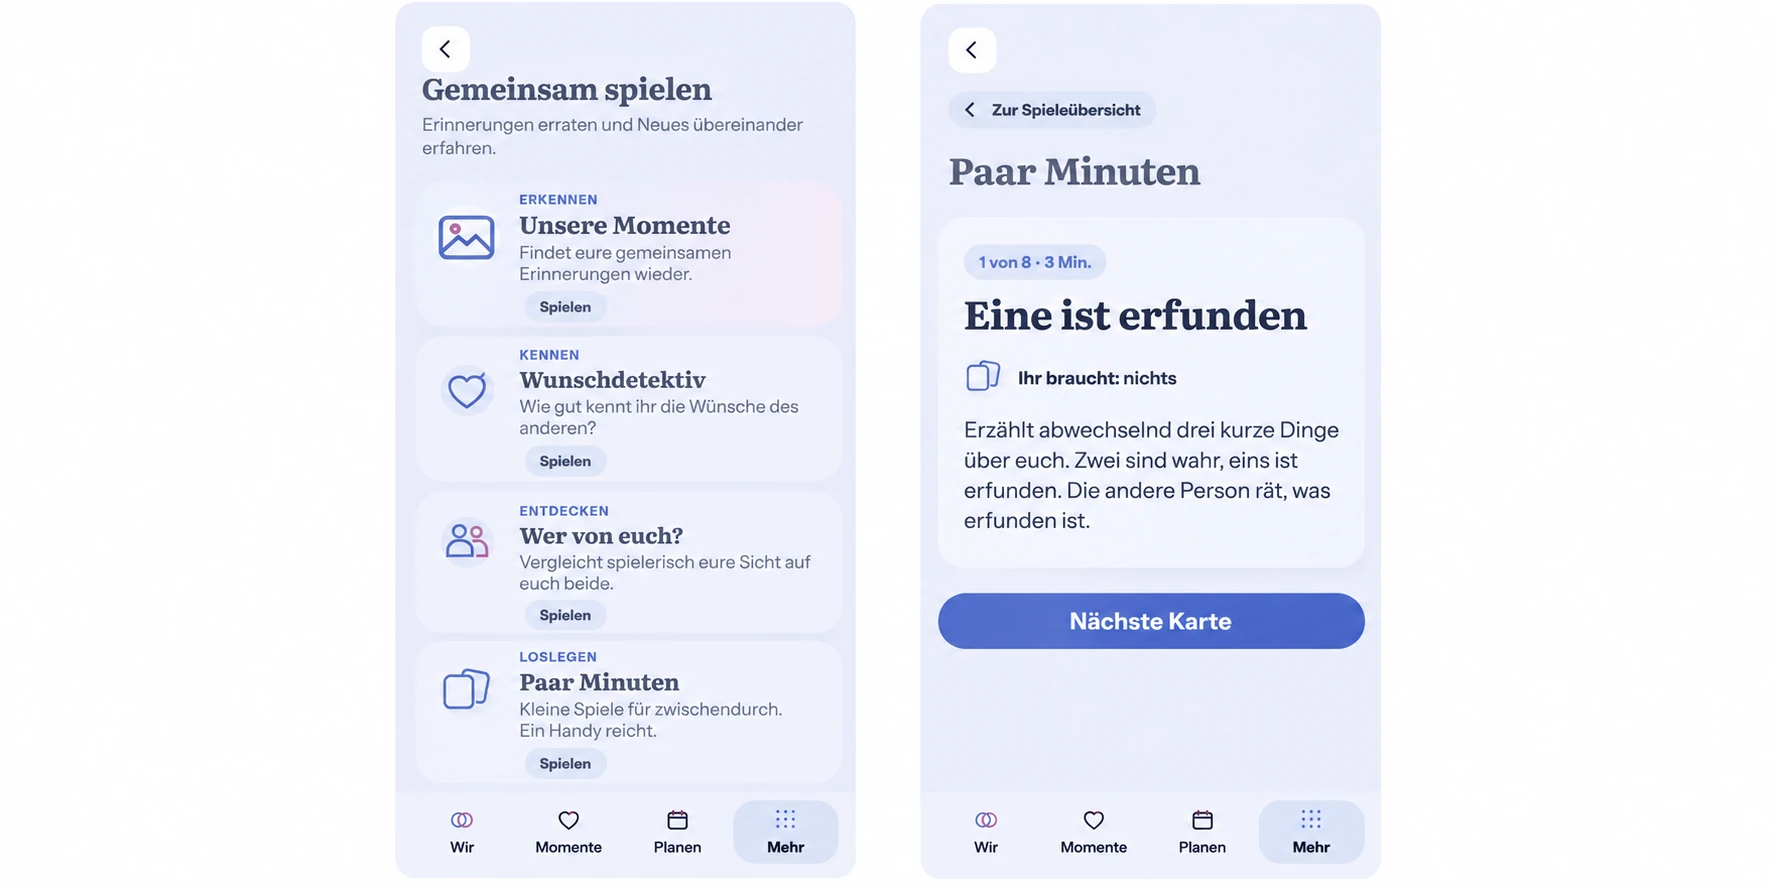 Gemeinsam spielen
Erinnerungen erraten und Neues übereinander
erfahren.
ERKENNEN
Unsere Momente
Findet eure gemeinsamen
Erinnerungen wieder.
Spielen
KENNEN
Wunschdetektiv
Wie gut kennt ihr die Wünsche des
anderen?
Spielen
ENTDECKEN
Wer von euch?
Vergleicht spielerisch eure Sicht auf
euch beide.
Spielen
LOSLEGEN
Paar Minuten
Kleine Spiele für zwischendurch.
Ein Handy reicht.
Spielen
Wir
Momente
Planen
Mehr
Zur Spieleübersicht
Paar Minuten
1 von 8 · 3 Min.
Eine ist erfunden
Ihr braucht: nichts
Erzählt abwechselnd drei kurze Dinge
über euch. Zwei sind wahr, eins ist
erfunden. Die andere Person rät, was
erfunden ist.
Nächste Karte
Wir
Momente
Planen
Mehr